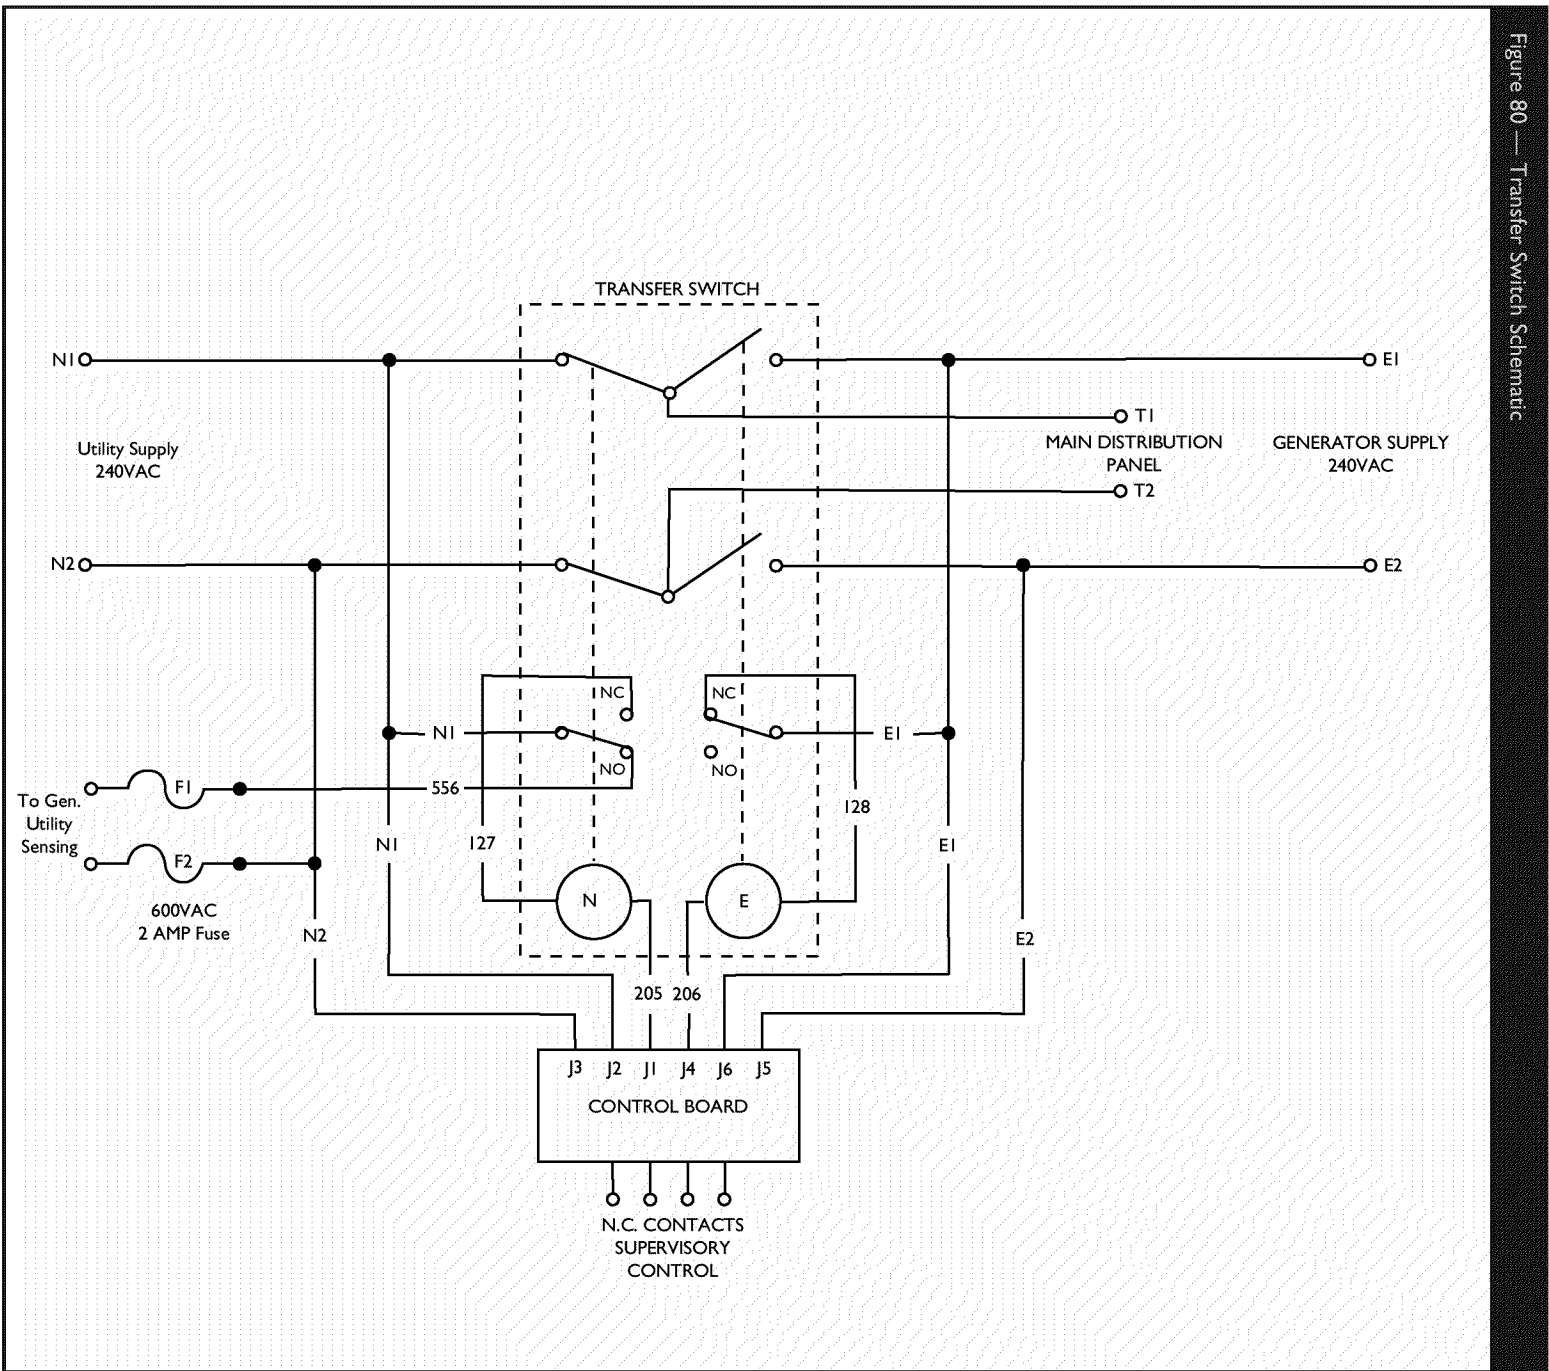 Figure 80 — Transfer Switch Schematic
TRANSFER SWITCH
N1
E1
T1
Utility Supply
240VAC
MAIN DISTRIBUTION
PANEL
GENERATOR SUPPLY
240VAC
T2
N2
E2
NC
NC
N1
E1
NO
NO
556
F1
To Gen.
Utility
Sensing
128
N1
127
E1
F2
600VAC
2 AMP Fuse
N
E
N2
E2
205
206
J3 J2 J1 J4 J6 J5
CONTROL BOARD
N.C. CONTACTS
SUPERVISORY
CONTROL